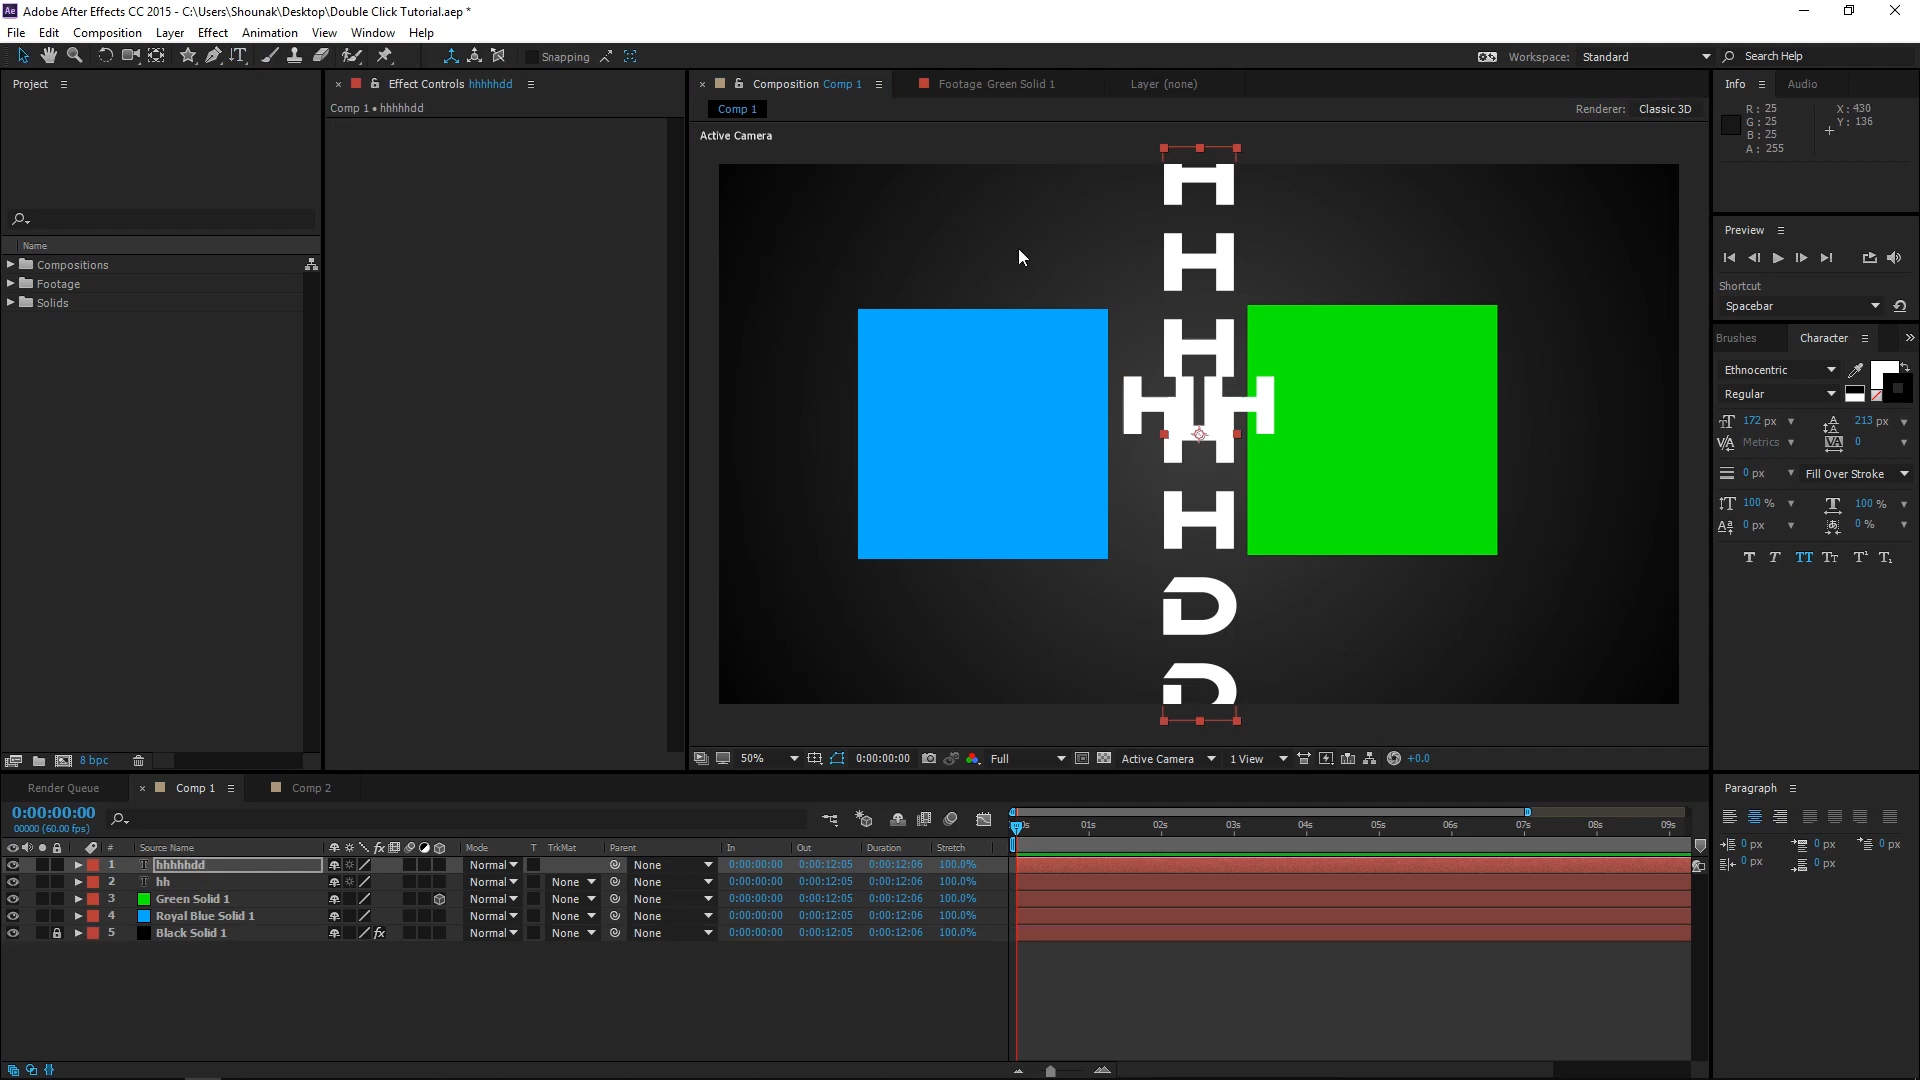 Adobe After Effects CC 2015 - C:\Users\Shounak\Desktop\Double Click Tutorial.aep *
File Edit Composition Layer Effect Animation View Window Help
Snapping
Workspace: Standard
Search Help
Project
Name
Compositions
Footage
Solids
8 bpc
Effect Controls hhhhhdd
Comp 1 • hhhhhdd
Composition Comp 1
Footage Green Solid 1
Layer (none)
Comp 1
Renderer: Classic 3D
Active Camera
H
H
H
HH
H
H
D
D
50%
0:00:00:00
Full
Active Camera
1 View
+0.0
Info
Audio
R: 25
G: 25
B: 25
A: 255
X: 430
Y: 136
Preview
Shortcut
Spacebar
Brushes
Character
Ethnocentric
Regular
172 px
213 px
Metrics
0
0 px
Fill Over Stroke
100 %
100 %
0 px
0 %
T T TT Tт T¹ T₁
Paragraph
0 px 0 px 0 px
0 px 0 px
Render Queue
Comp 1
Comp 2
0:00:00:00
00000 (60.00 fps)
01s 02s 03s 04s 05s 06s 07s 08s 09s
# Source Name Mode T TrkMat Parent In Out Duration Stretch
1 hhhhhdd Normal None 0:00:00:00 0:00:12:05 0:00:12:06 100.0%
2 hh Normal None None 0:00:00:00 0:00:12:05 0:00:12:06 100.0%
3 Green Solid 1 Normal None None 0:00:00:00 0:00:12:05 0:00:12:06 100.0%
4 Royal Blue Solid 1 Normal None None 0:00:00:00 0:00:12:05 0:00:12:06 100.0%
5 Black Solid 1 fx Normal None None 0:00:00:00 0:00:12:05 0:00:12:06 100.0%